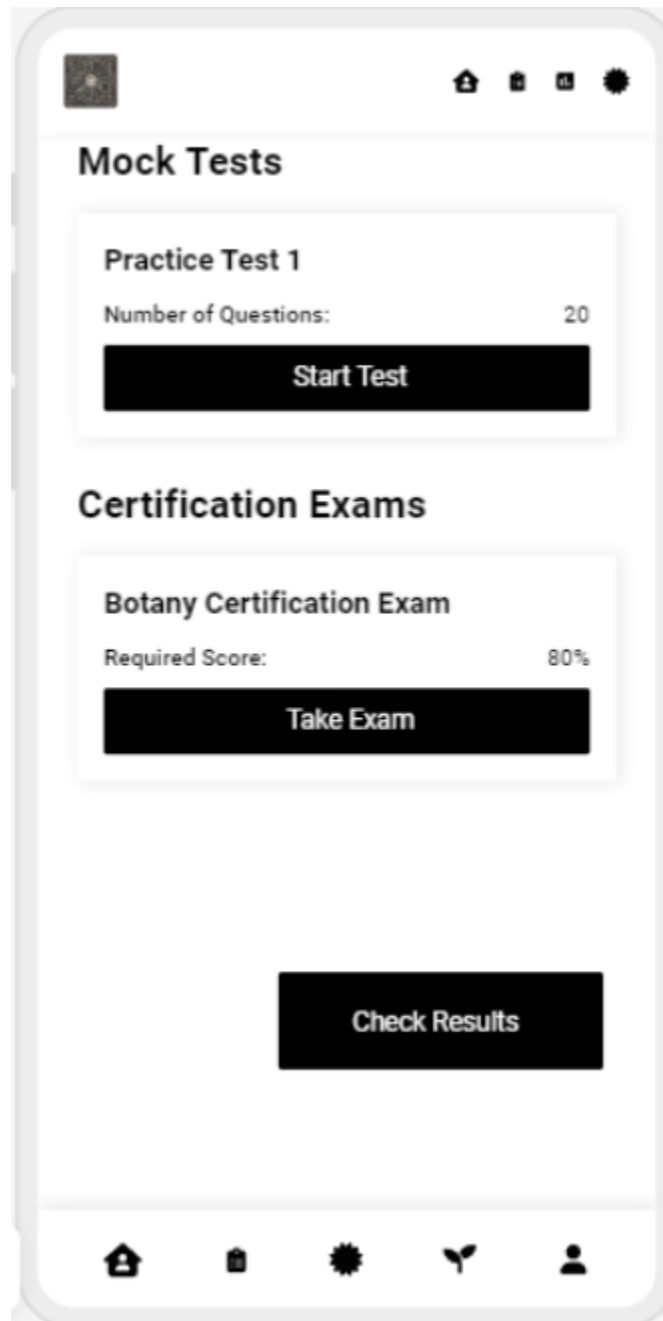 Mock Tests
Practice Test 1
Number of Questions: 20
Start Test
Certification Exams
Botany Certification Exam
Required Score: 80%
Take Exam
Check Results